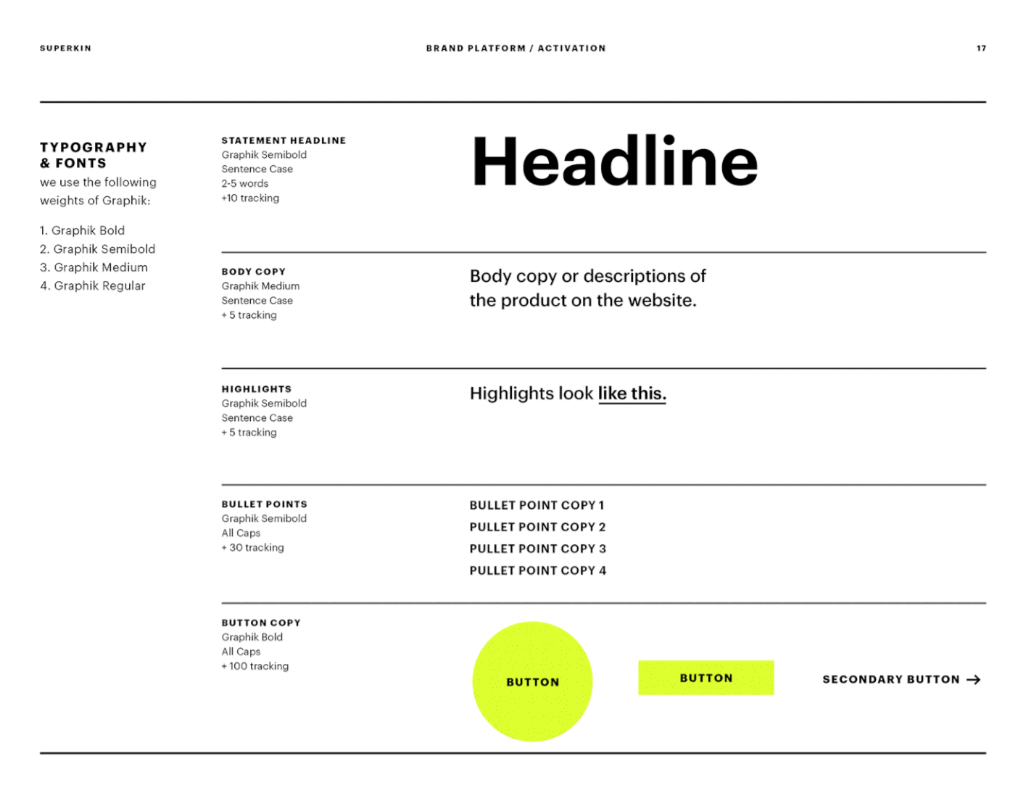 SUPERKIN
BRAND PLATFORM / ACTIVATION
17
TYPOGRAPHY
& FONTS
we use the following
weights of Graphik:
1. Graphik Bold
2. Graphik Semibold
3. Graphik Medium
4. Graphik Regular
STATEMENT HEADLINE
Graphik Semibold
Sentence Case
2-5 words
+10 tracking
Headline
BODY COPY
Graphik Medium
Sentence Case
+ 5 tracking
Body copy or descriptions of
the product on the website.
HIGHLIGHTS
Graphik Semibold
Sentence Case
+ 5 tracking
Highlights look like this.
BULLET POINTS
Graphik Semibold
All Caps
+ 30 tracking
BULLET POINT COPY 1
PULLET POINT COPY 2
PULLET POINT COPY 3
PULLET POINT COPY 4
BUTTON COPY
Graphik Bold
All Caps
+ 100 tracking
BUTTON
BUTTON
SECONDARY BUTTON →